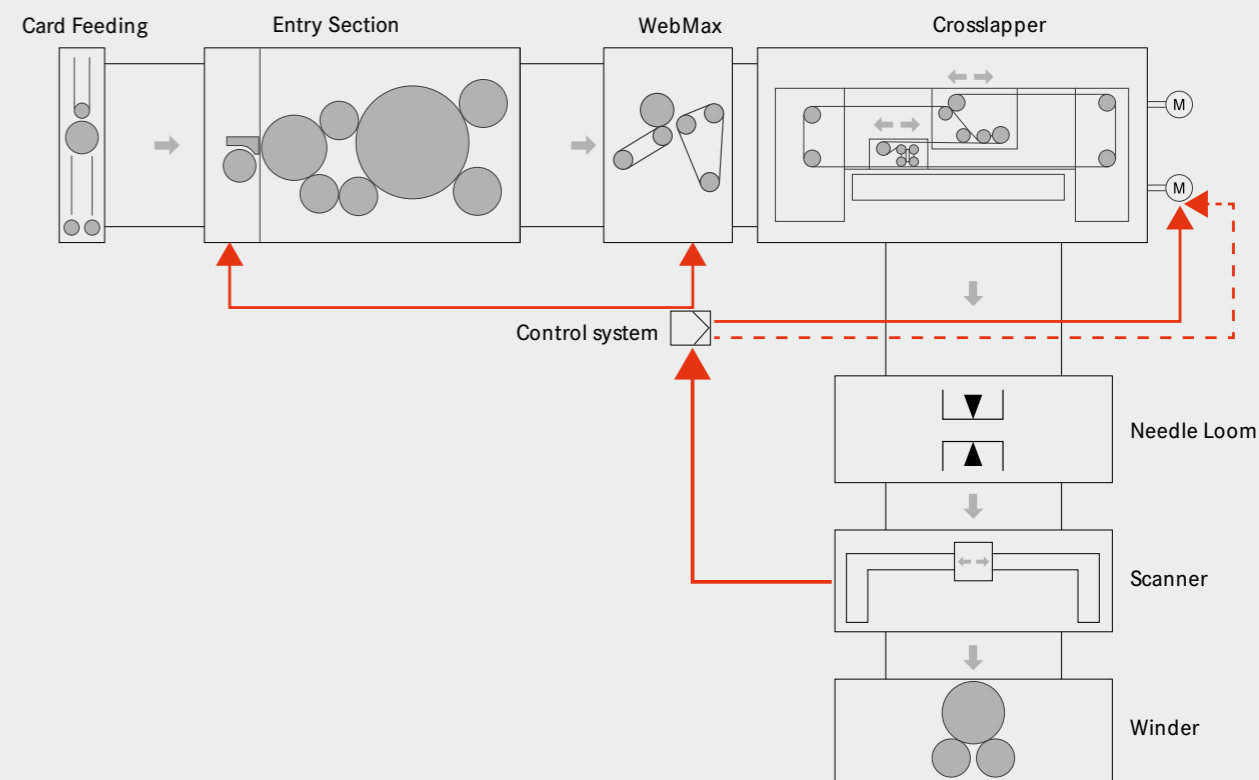 Card Feeding
Entry Section
WebMax
Crosslapper
M
M
Control system
Needle Loom
Scanner
Winder